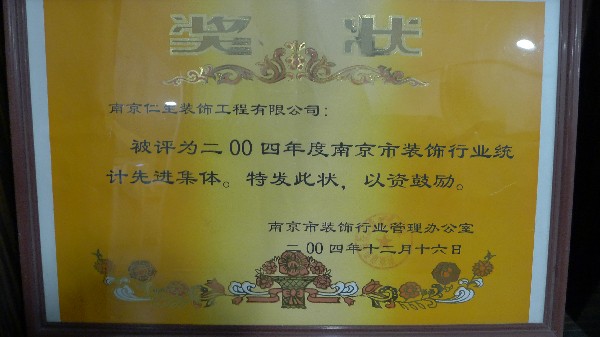 奖 状
南京仁王装饰工程有限公司：
被评为二00四年度南京市装饰行业统
计先进集体。特发此状，以资鼓励。
南京市装饰行业管理办公室
二00四年十二月十六日